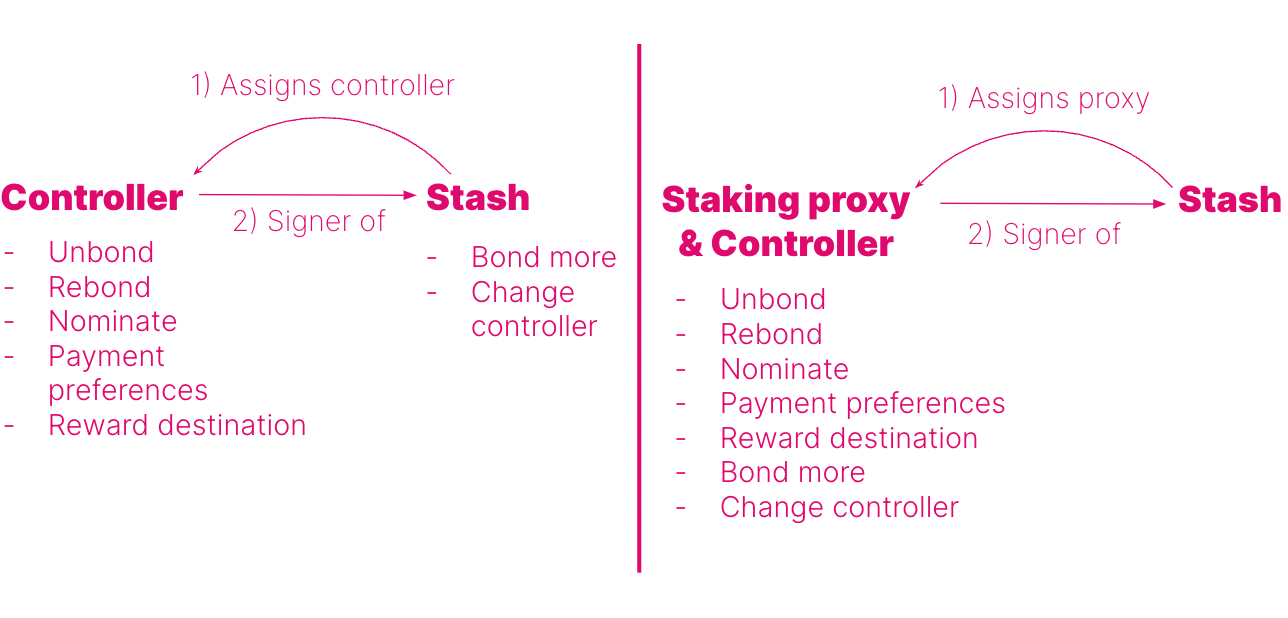 1) Assigns controller
Controller
Stash
2) Signer of
- Unbond
- Rebond
- Nominate
- Payment
preferences
- Reward destination
- Bond more
- Change
controller
1) Assigns proxy
Staking proxy
& Controller
Stash
2) Signer of
- Unbond
- Rebond
- Nominate
- Payment preferences
- Reward destination
- Bond more
- Change controller